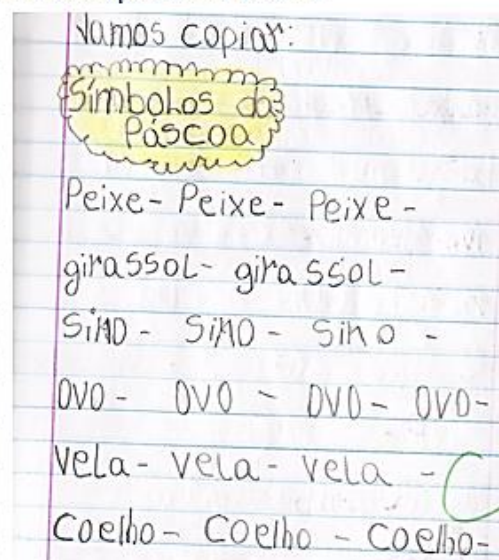 Vamos copiar:
Símbolos da
Páscoa
Peixe- Peixe- Peixe-
girassol- girassol-
Sino - Sino - Sino -
OVO - OVO - OVO - OVO-
Vela - Vela - Vela -
Coelho - Coelho - Coelho-